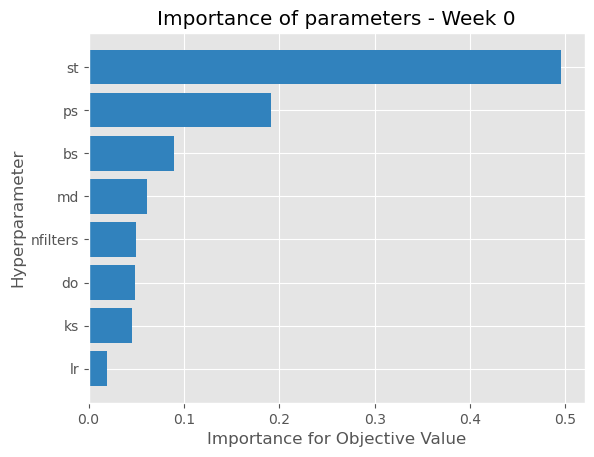 Importance of parameters - Week 0
st
ps
bs
md
nfilters
do
ks
lr
Hyperparameter
0.0 0.1 0.2 0.3 0.4 0.5
Importance for Objective Value